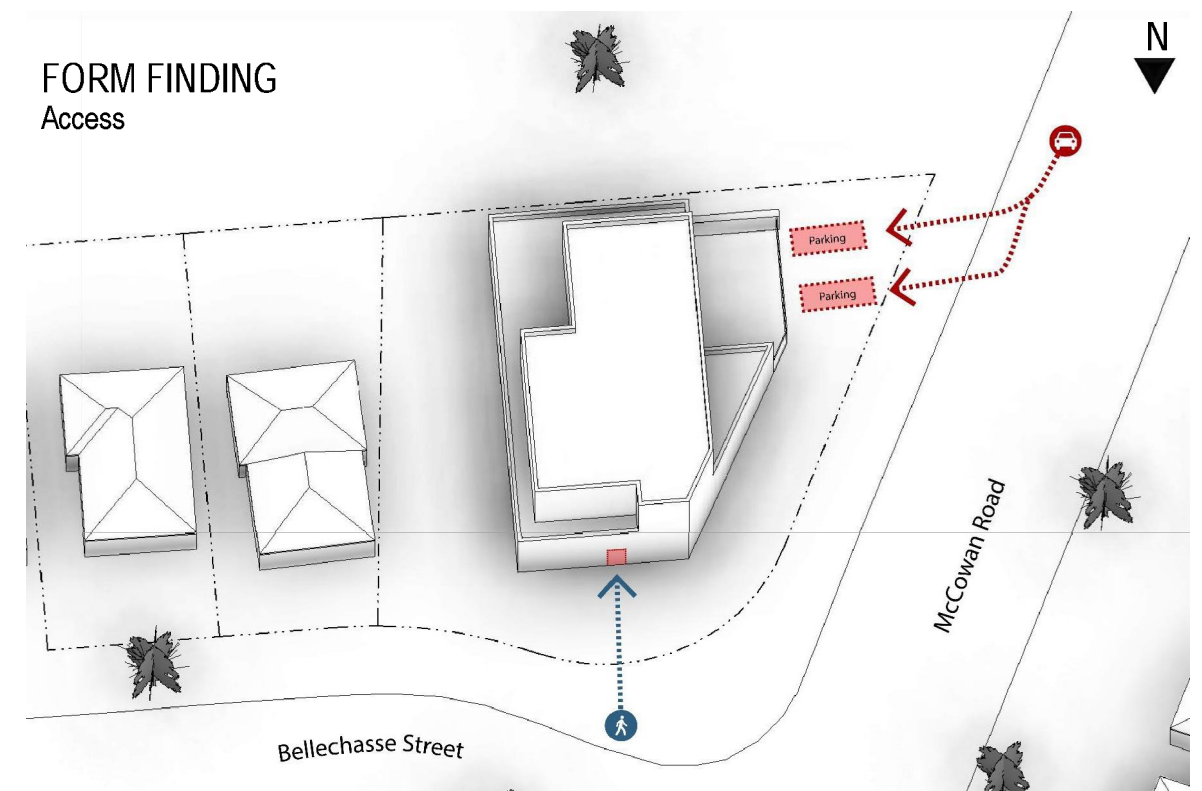 FORM FINDING
Access
N
Parking
Parking
McCowan Road
Bellechasse Street